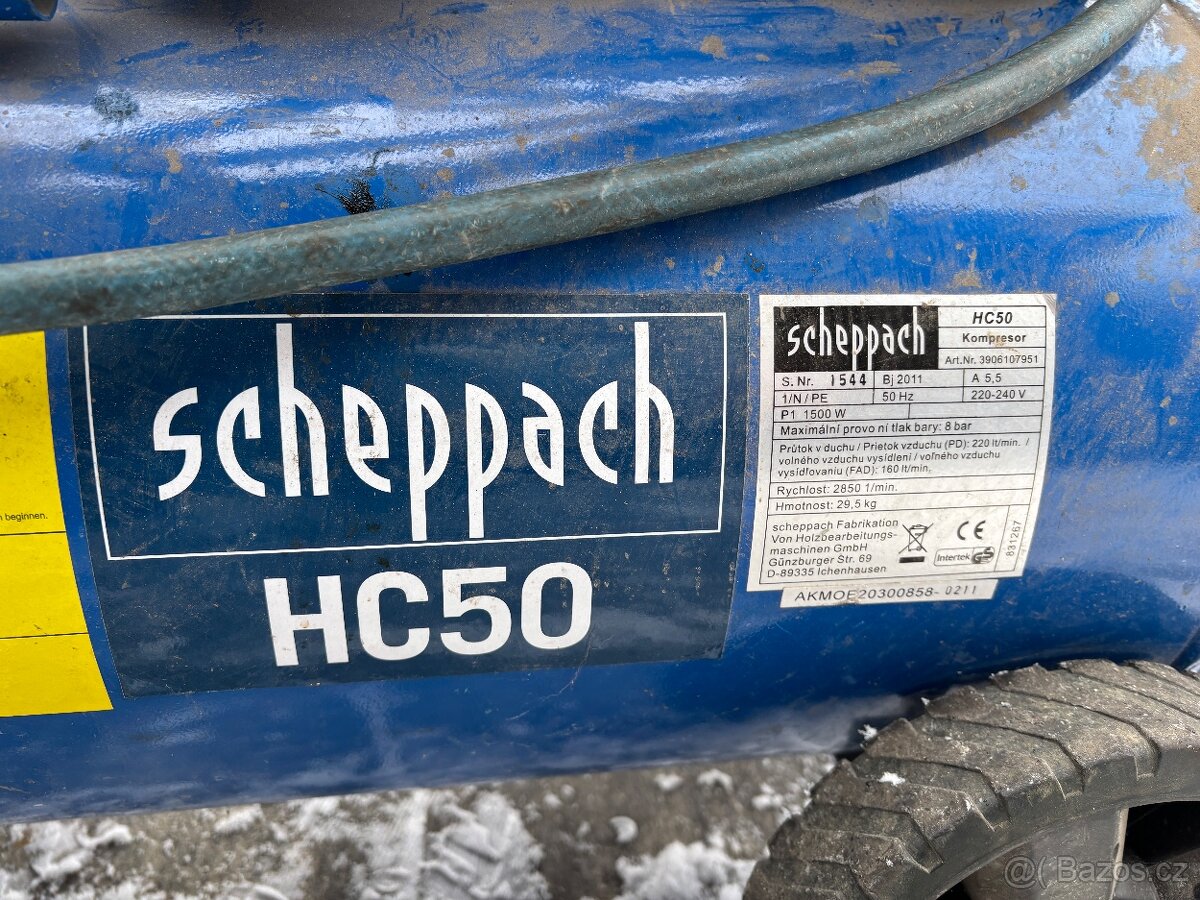 n beginnen.
scheppach
HC50
scheppach
HC50
Kompresor
Art.Nr. 3906107951
S. Nr. 1544 Bj 2011 A 5,5
1/N / PE 50 Hz 220-240 V
P1 1500 W
Maximální provo ní tlak bary: 8 bar
Průtok v duchu / Prietok vzduchu (PD): 220 lt/min. /
volného vzduchu vysídlení / voľného vzduchu
vysídľovaniu (FAD): 160 lt/min.
Rychlost: 2850 1/min.
Hmotnost: 29,5 kg
scheppach Fabrikation
Von Holzbearbeitungs-
maschinen GmbH
Günzburger Str. 69
D-89335 Ichenhausen
CE
Intertek GS
831267
AKMOE20300858-0211
@( Bazos.cz